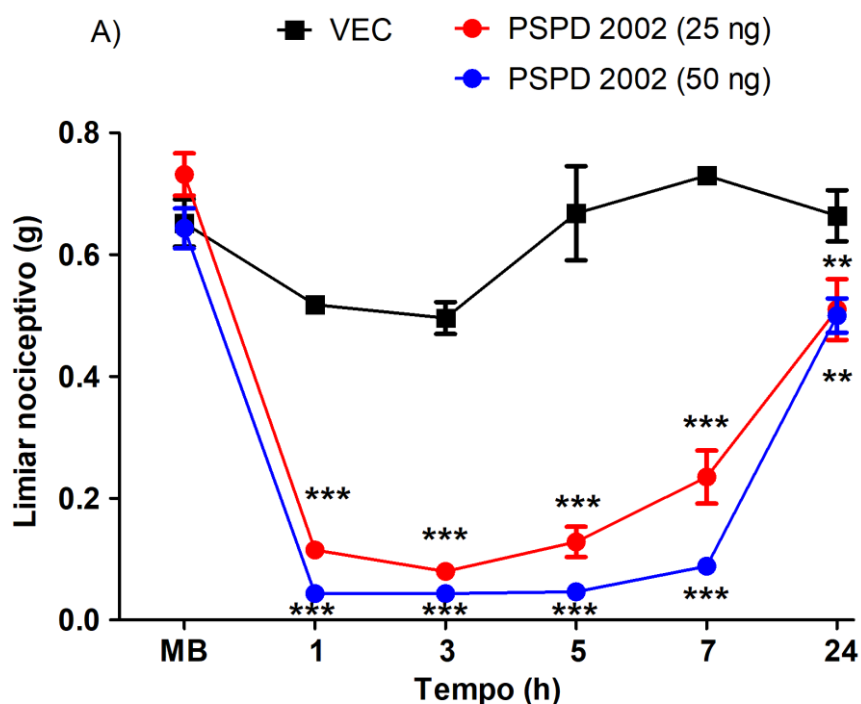 A) VEC PSPD 2002 (25 ng)
PSPD 2002 (50 ng)
0.8
0.6
0.4
0.2
0.0
Limiar nociceptivo (g)
**
**
***
***
***
***
*** *** *** ***
MB 1 3 5 7 24
Tempo (h)